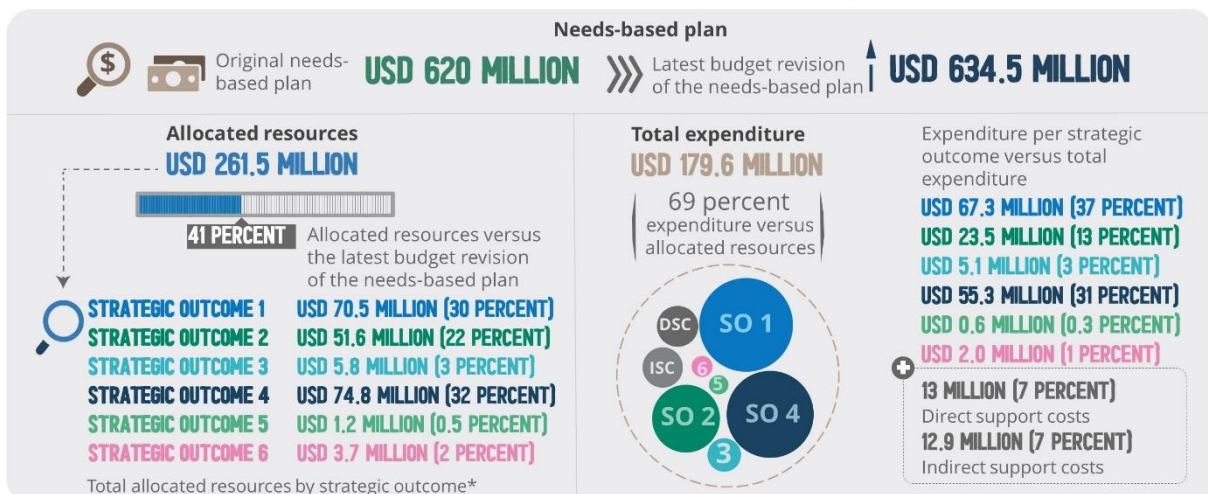 Needs-based plan
Original needs-
based plan
USD 620 MILLION
Latest budget revision
of the needs-based plan
USD 634.5 MILLION
Allocated resources
USD 261.5 MILLION
41 PERCENT
Allocated resources versus
the latest budget revision
of the needs-based plan
STRATEGIC OUTCOME 1 USD 70.5 MILLION (30 PERCENT)
STRATEGIC OUTCOME 2 USD 51.6 MILLION (22 PERCENT)
STRATEGIC OUTCOME 3 USD 5.8 MILLION (3 PERCENT)
STRATEGIC OUTCOME 4 USD 74.8 MILLION (32 PERCENT)
STRATEGIC OUTCOME 5 USD 1.2 MILLION (0.5 PERCENT)
STRATEGIC OUTCOME 6 USD 3.7 MILLION (2 PERCENT)
Total allocated resources by strategic outcome*
Total expenditure
USD 179.6 MILLION
69 percent
expenditure versus
allocated resources
DSC
SO 1
ISC
6
5
SO 2
SO 4
3
Expenditure per strategic
outcome versus total
expenditure
USD 67.3 MILLION (37 PERCENT)
USD 23.5 MILLION (13 PERCENT)
USD 5.1 MILLION (3 PERCENT)
USD 55.3 MILLION (31 PERCENT)
USD 0.6 MILLION (0.3 PERCENT)
USD 2.0 MILLION (1 PERCENT)
13 MILLION (7 PERCENT)
Direct support costs
12.9 MILLION (7 PERCENT)
Indirect support costs